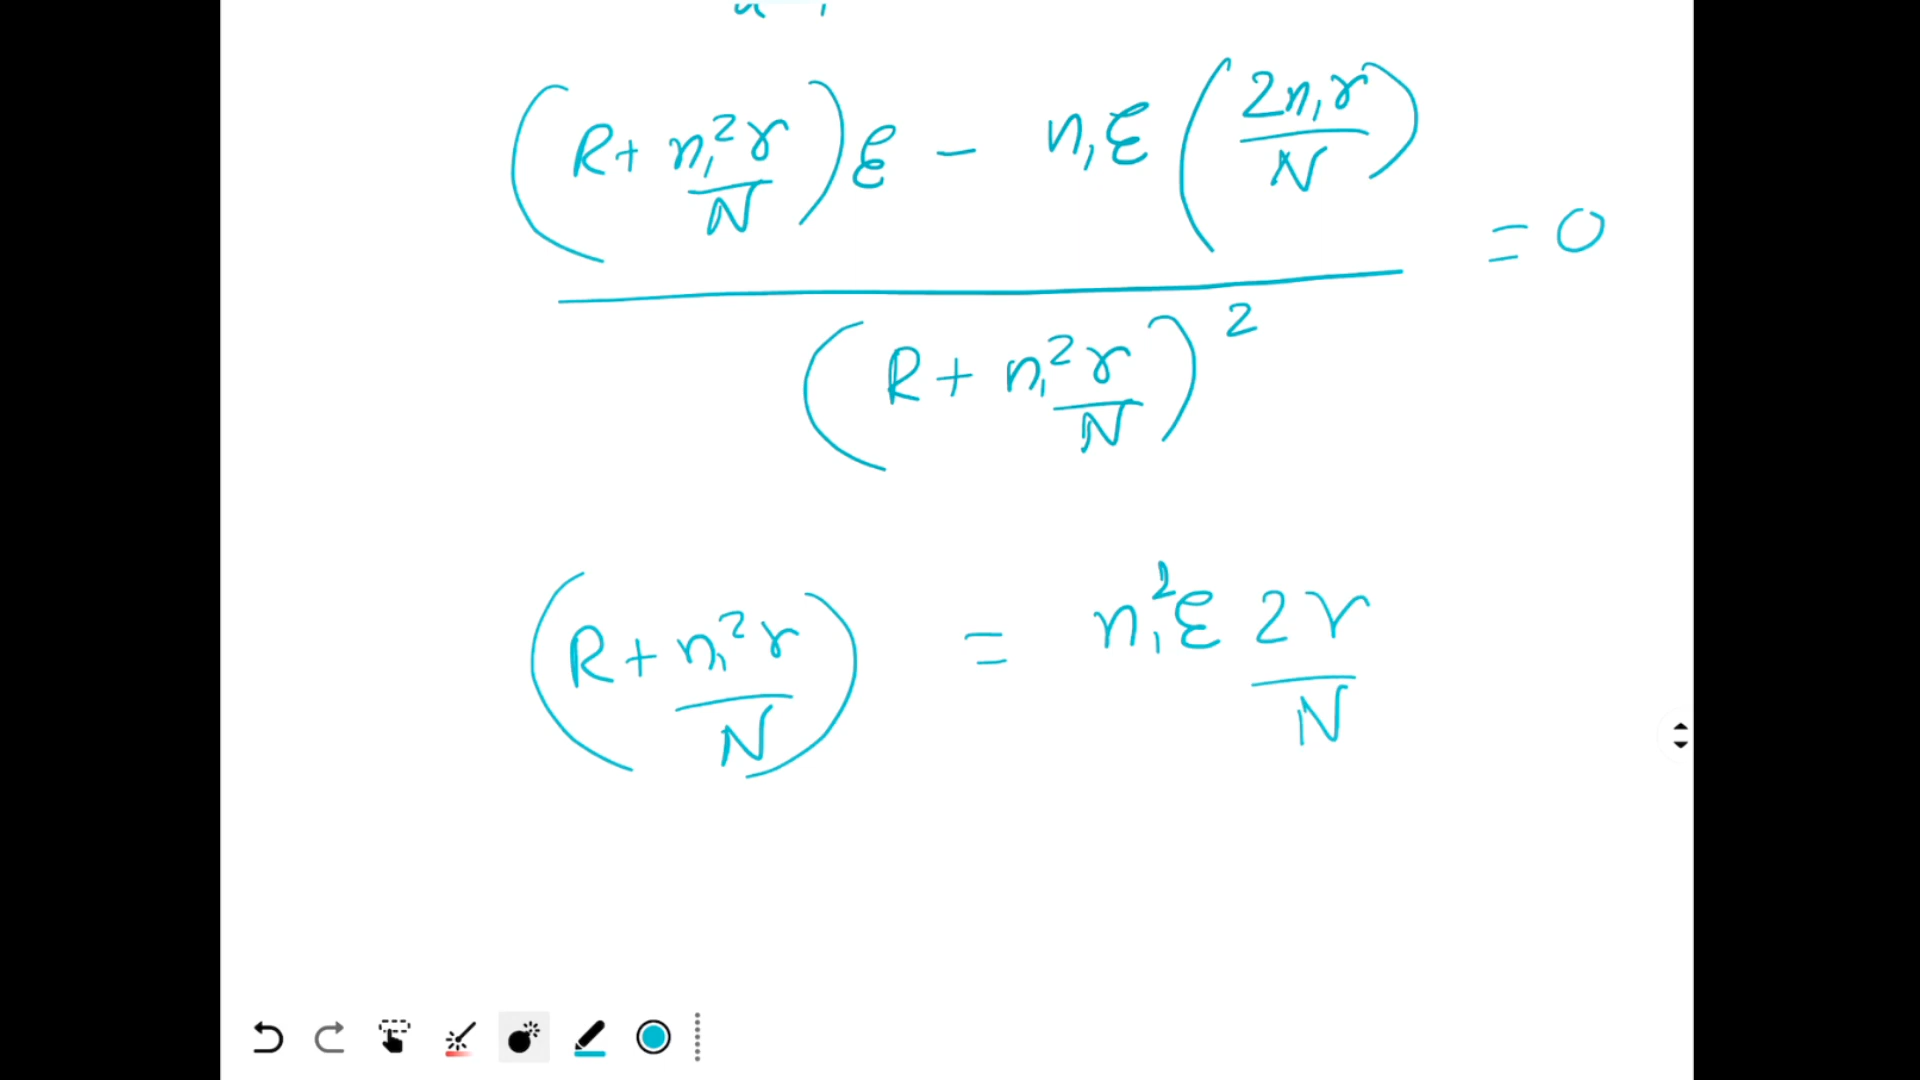 (R + n₁²r/N)ε − n₁ε(2n₁r/N)
= 0
(R + n₁²r/N)²
(R + n₁²r/N) = n₁²ε 2r/N